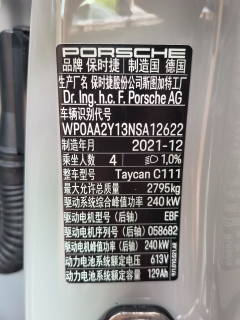 PORSCHE
品牌 保时捷 制造国 德国
生产厂名 保时捷股份公司斯图加特工厂
Dr. Ing. h.c. F. Porsche AG
车辆识别代号
WP0AA2Y13NSA12622
制造年月 2021-12
乘坐人数 4 1,0%
整车型号 Taycan C111
最大允许总质量 2795kg
驱动系统综合峰值功率 240 kW
驱动电机型号（后轴） EBF
驱动电机序列号（后轴） 058682
驱动电机峰值功率（后轴） 240 kW
动力电池系统额定电压 613V
动力电池系统额定容量 129Ah